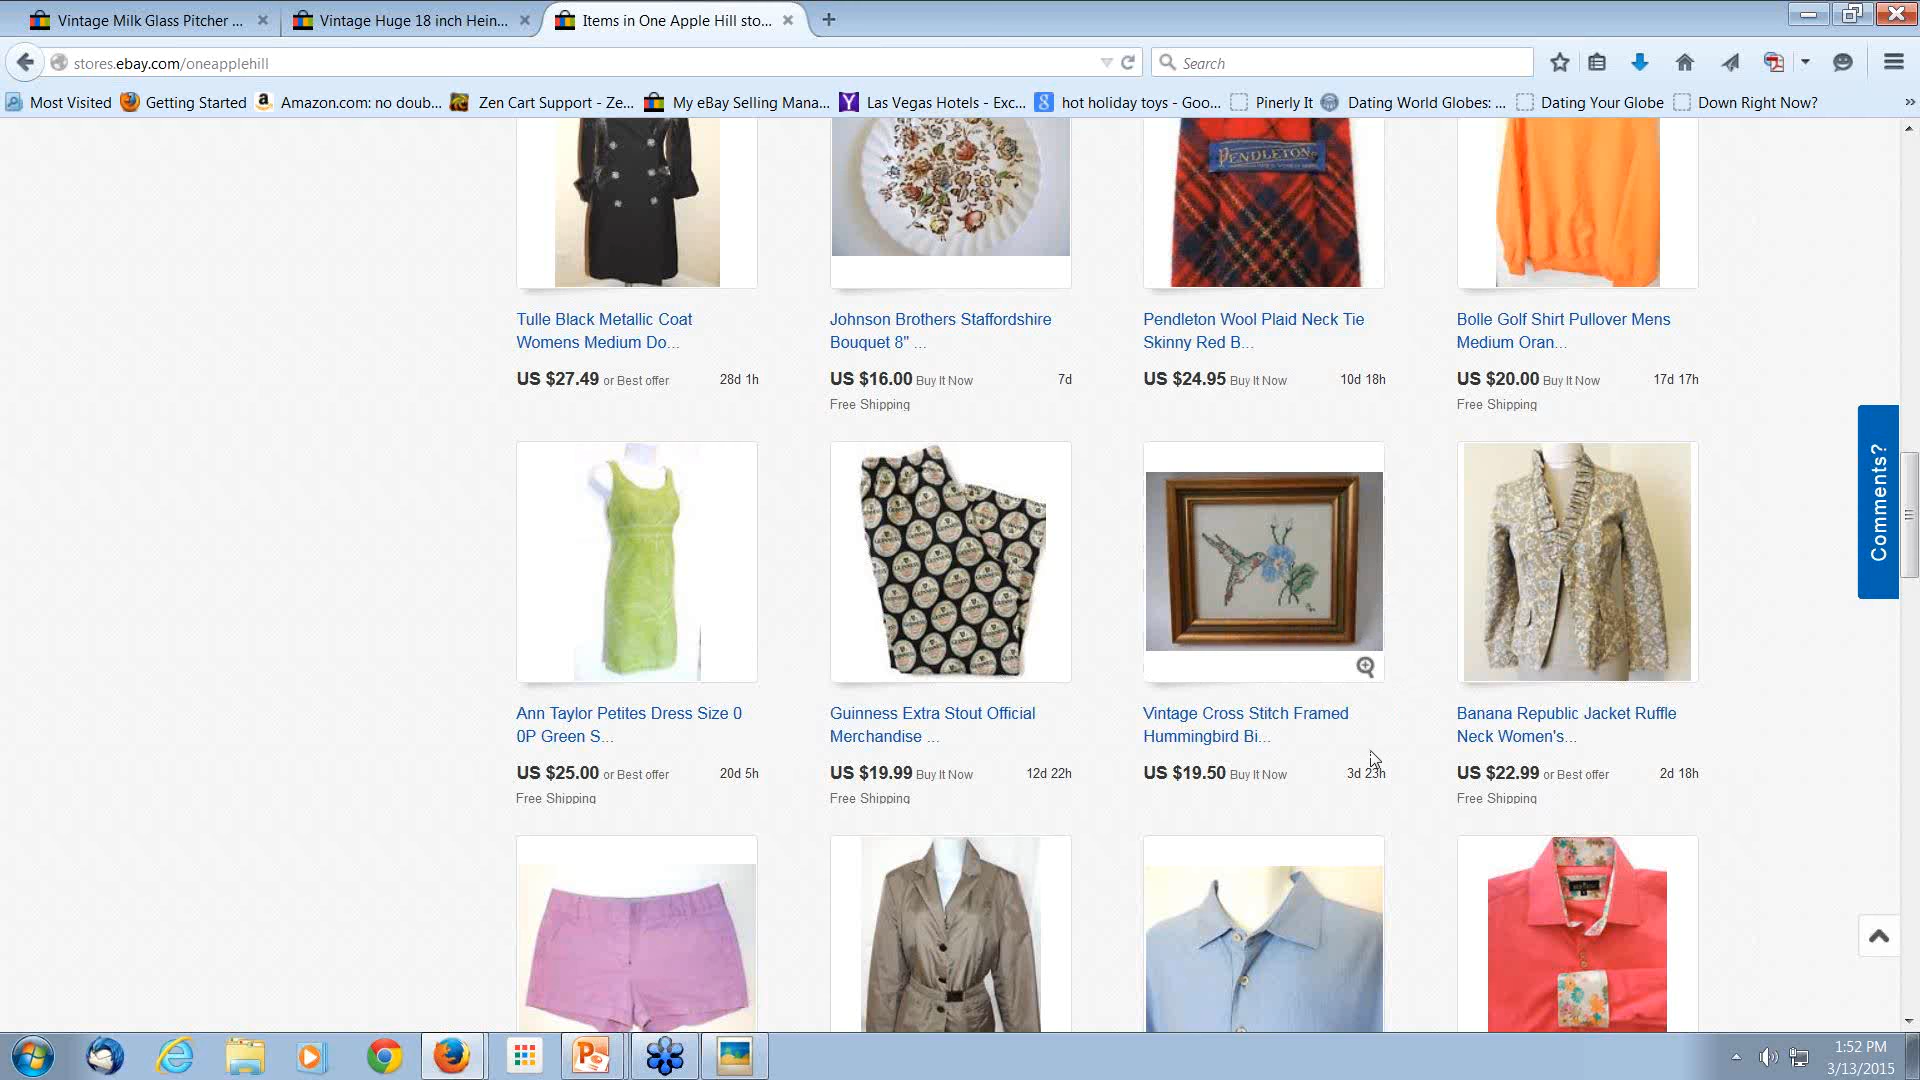 Vintage Milk Glass Pitcher ...
Vintage Huge 18 inch Hein...
Items in One Apple Hill sto...
stores.ebay.com/oneapplehill
Search
Most Visited
Getting Started
Amazon.com: no doub...
Zen Cart Support - Ze...
My eBay Selling Mana...
Las Vegas Hotels - Exc...
hot holiday toys - Goo...
Pinerly It
Dating World Globes: ...
Dating Your Globe
Down Right Now?
PENDLETON
Tulle Black Metallic Coat
Womens Medium Do...
US $27.49 or Best offer 28d 1h
Johnson Brothers Staffordshire
Bouquet 8" ...
US $16.00 Buy It Now 7d
Free Shipping
Pendleton Wool Plaid Neck Tie
Skinny Red B...
US $24.95 Buy It Now 10d 18h
Bolle Golf Shirt Pullover Mens
Medium Oran...
US $20.00 Buy It Now 17d 17h
Free Shipping
Comments?
Ann Taylor Petites Dress Size 0
0P Green S...
US $25.00 or Best offer 20d 5h
Free Shipping
GUINNESS
Guinness Extra Stout Official
Merchandise ...
US $19.99 Buy It Now 12d 22h
Free Shipping
Vintage Cross Stitch Framed
Hummingbird Bi...
US $19.50 Buy It Now 3d 23h
Banana Republic Jacket Ruffle
Neck Women's...
US $22.99 or Best offer 2d 18h
Free Shipping
1:52 PM
3/13/2015